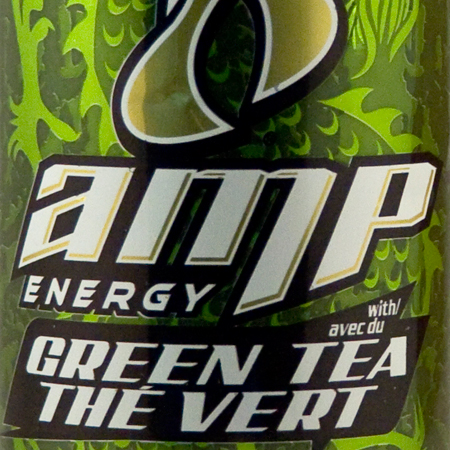 amp
ENERGY
with/
avec du
GREEN TEA
THÉ VERT